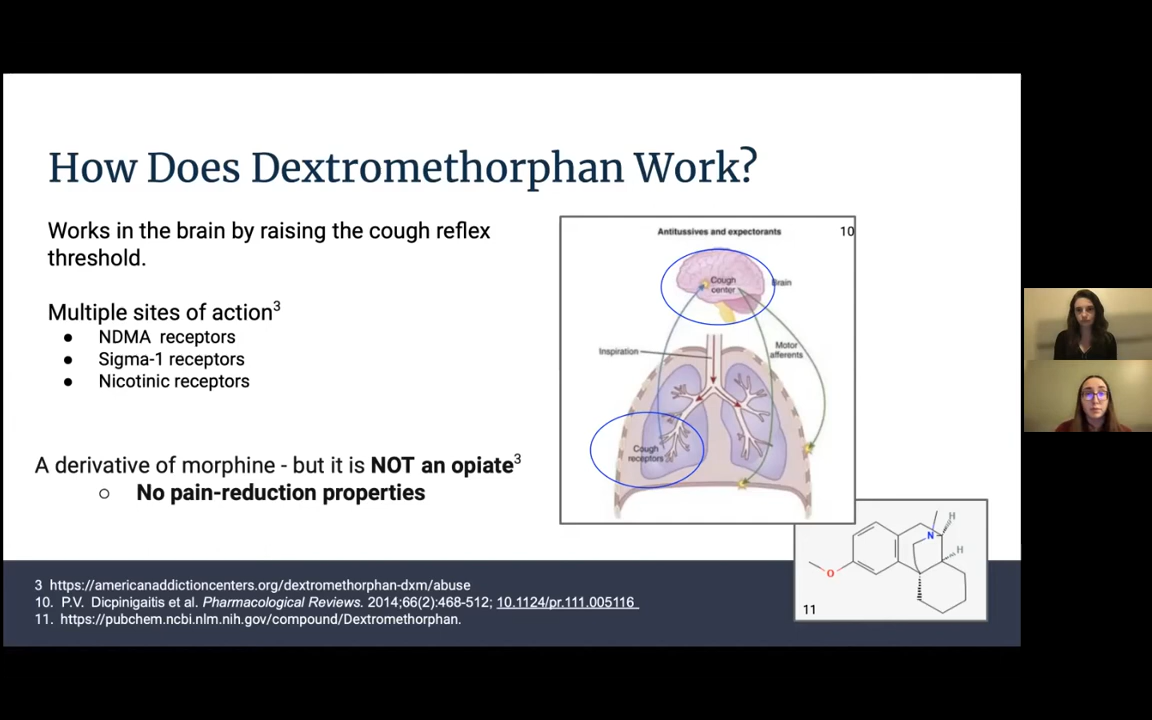 How Does Dextromethorphan Work?
Works in the brain by raising the cough reflex
threshold.
Multiple sites of action3
● NDMA receptors
● Sigma-1 receptors
● Nicotinic receptors
A derivative of morphine - but it is NOT an opiate3
○ No pain-reduction properties
Antitussives and expectorants
10
Cough
center
Brain
Inspiration
Motor
afferents
Cough
receptors
H
N
H
O
11
3 https://americanaddictioncenters.org/dextromethorphan-dxm/abuse
10. P.V. Dicpinigaitis et al. Pharmacological Reviews. 2014;66(2):468-512; 10.1124/pr.111.005116
11. https://pubchem.ncbi.nlm.nih.gov/compound/Dextromethorphan.